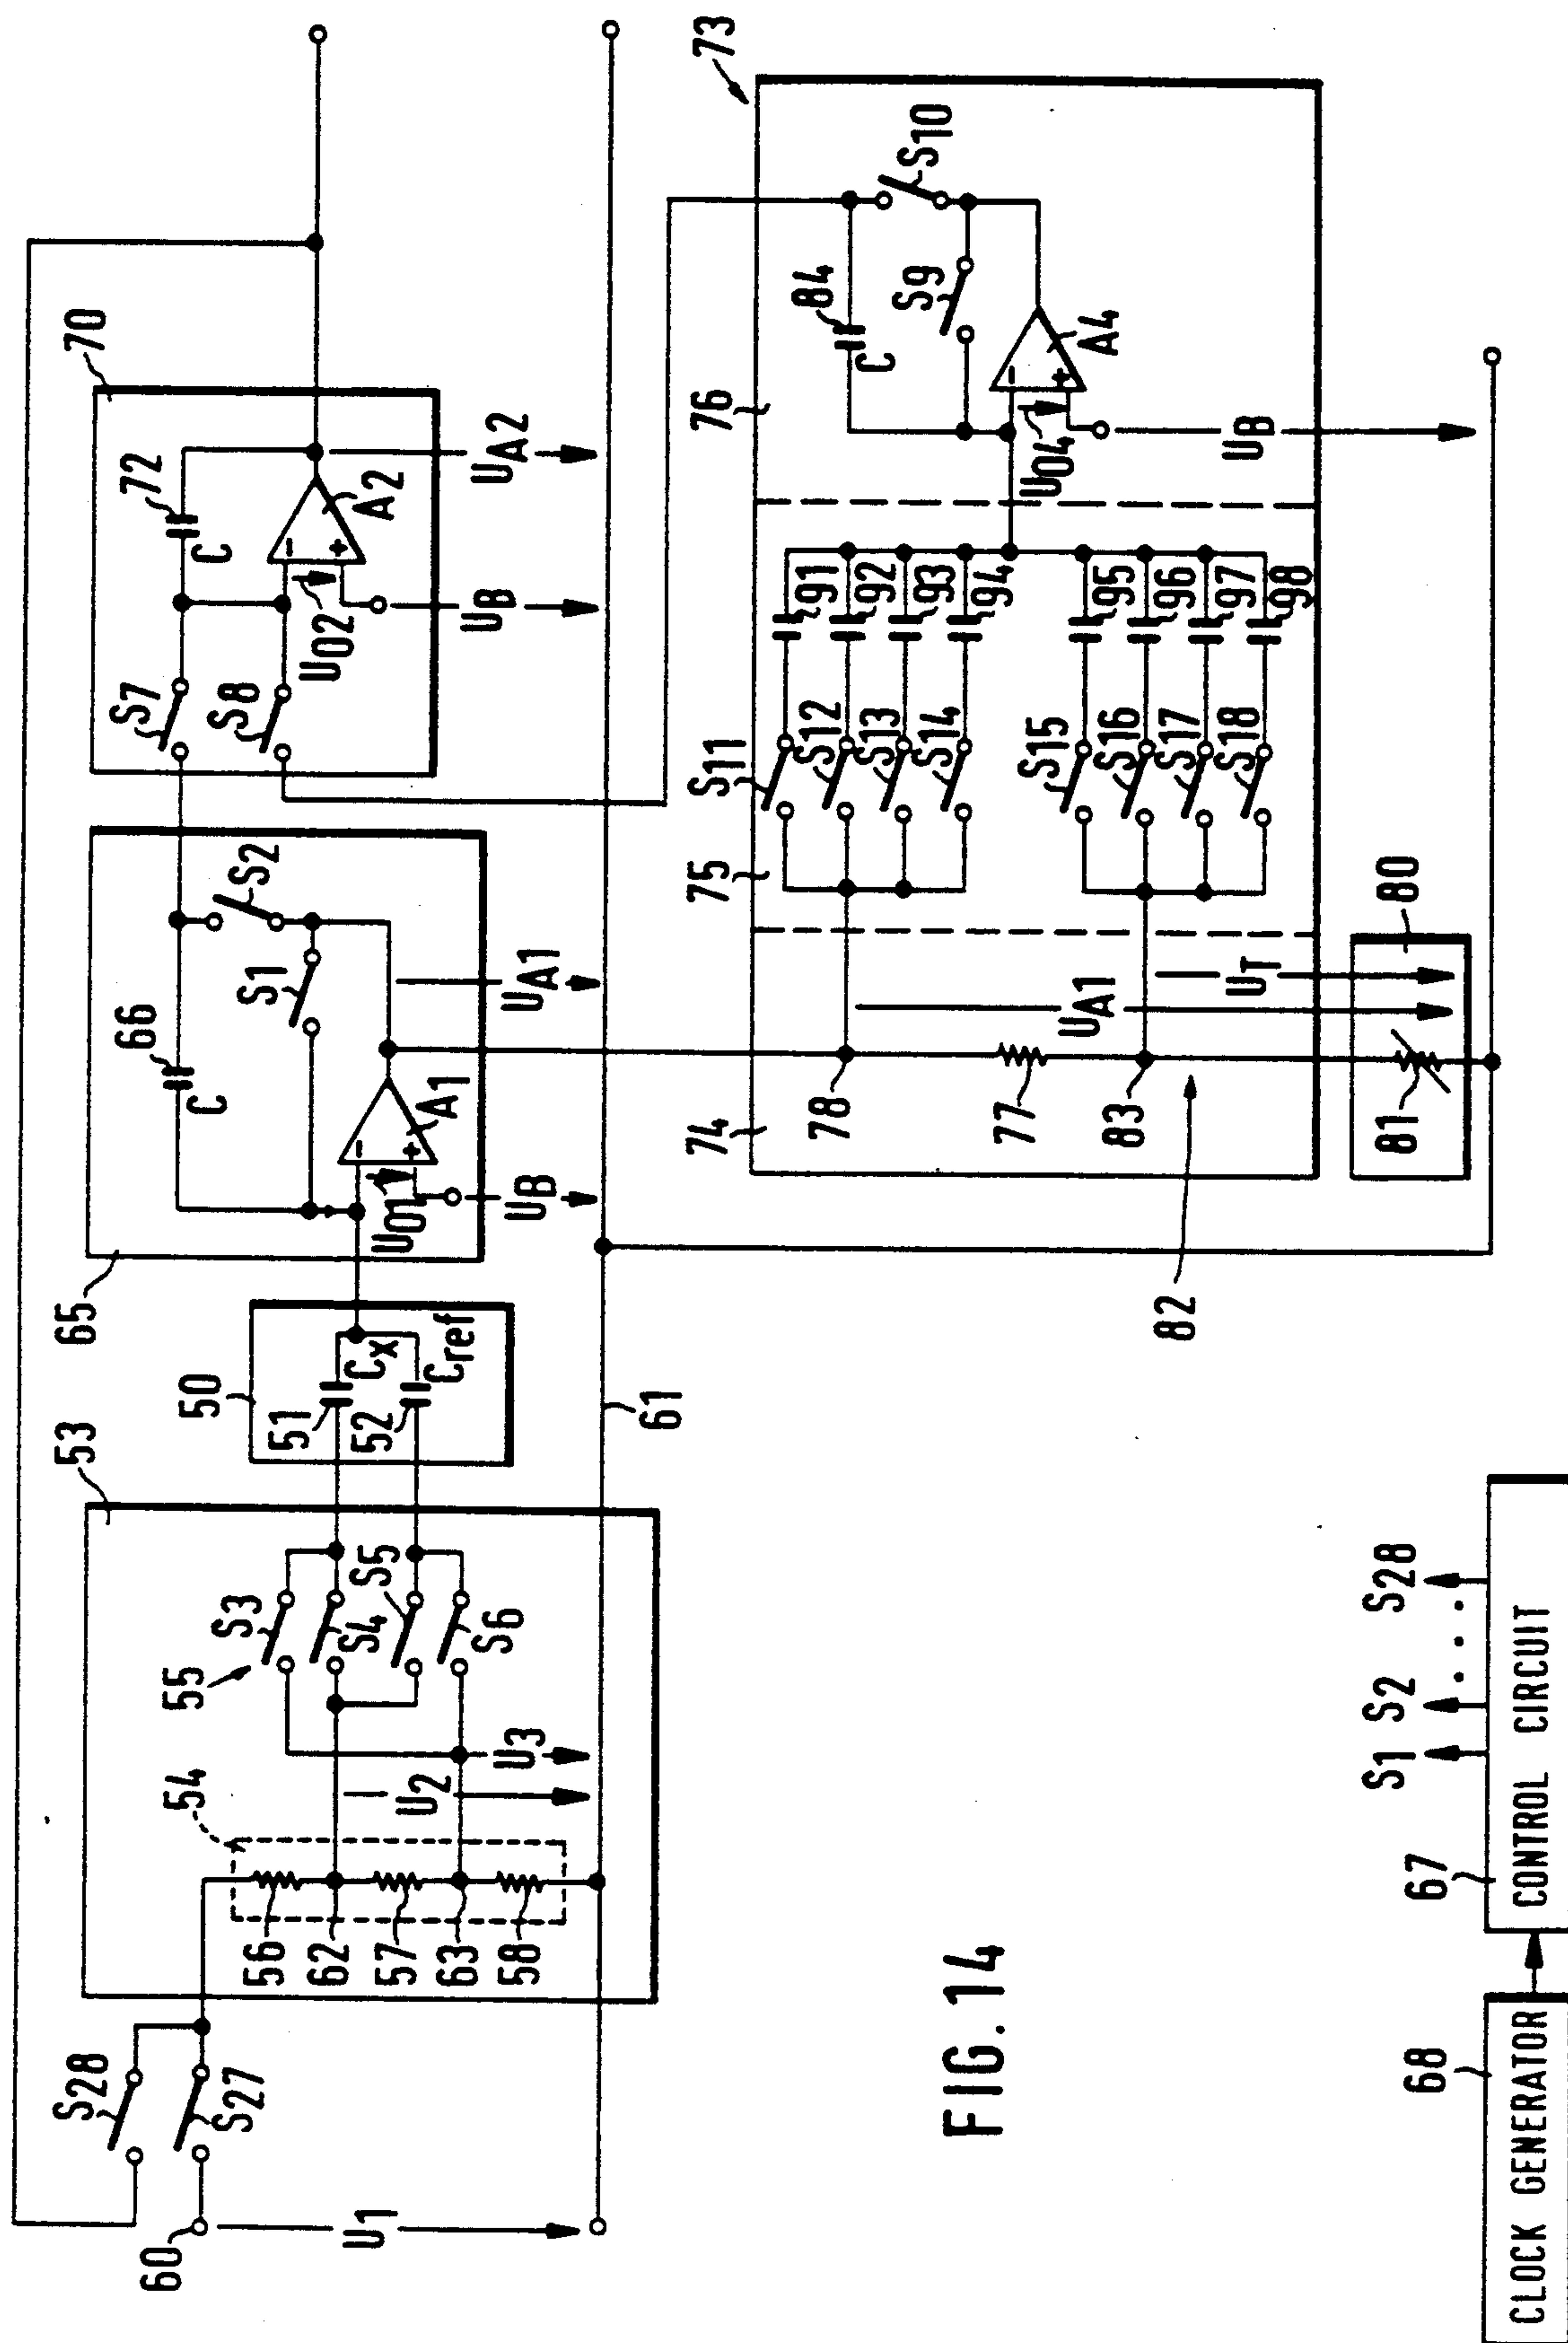 S28
S27
60
U1
53
54
56
62
57
63
58
55
S3
S4
S5
S6
U2
U3
50
51
52
Cx
Cref
61
65
66
C
S1
S2
A1
U01
UB
UA1
70
S7
S8
72
C
A2
U02
UB
UA2
73
74
75
76
78
77
83
82
UA1
UT
80
81
S11
S12
S13
S14
S15
S16
S17
S18
91
92
93
94
95
96
97
98
84
C
S9
S10
A4
U04
UB
FIG. 14
68
CLOCK GENERATOR
67
CONTROL CIRCUIT
S1 S2 . . . S28